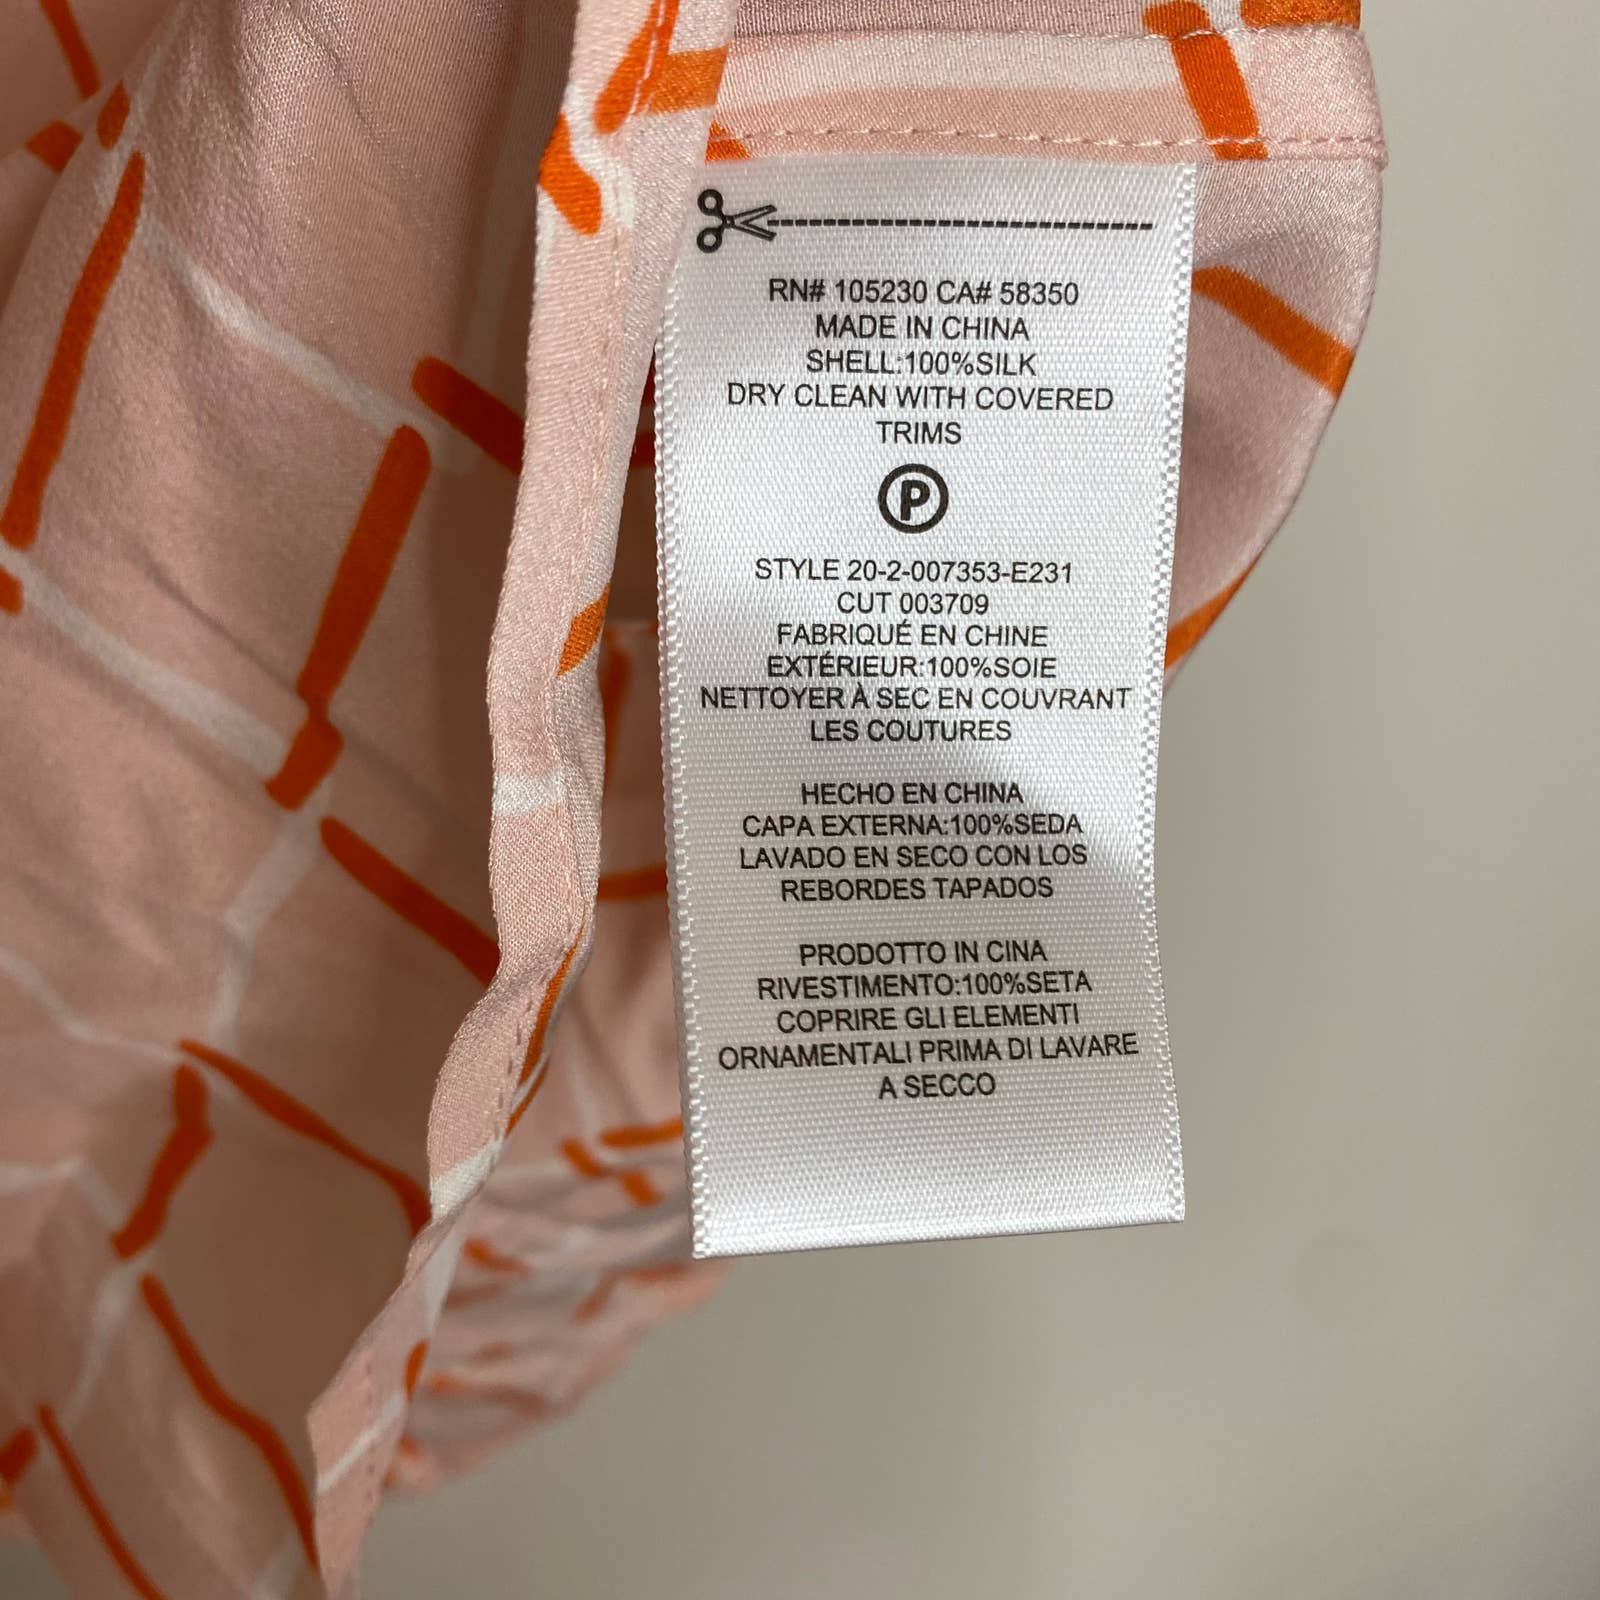 RN# 105230 CA# 58350
MADE IN CHINA
SHELL:100%SILK
DRY CLEAN WITH COVERED
TRIMS
P
STYLE 20-2-007353-E231
CUT 003709
FABRIQUÉ EN CHINE
EXTÉRIEUR:100%SOIE
NETTOYER À SEC EN COUVRANT
LES COUTURES
HECHO EN CHINA
CAPA EXTERNA:100%SEDA
LAVADO EN SECO CON LOS
REBORDES TAPADOS
PRODOTTO IN CINA
RIVESTIMENTO:100%SETA
COPRIRE GLI ELEMENTI
ORNAMENTALI PRIMA DI LAVARE
A SECCO